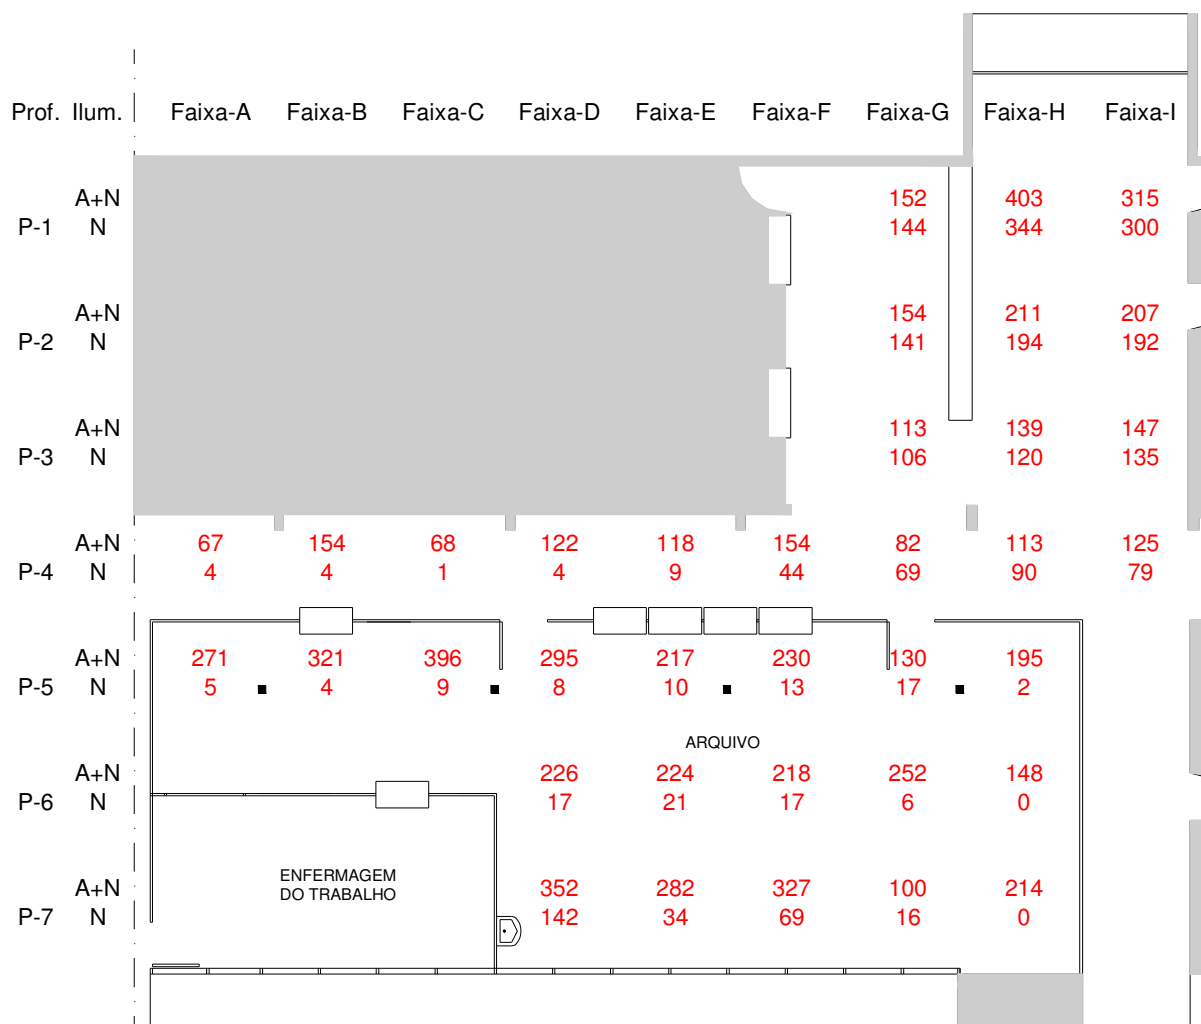 Prof. Ilum. Faixa-A Faixa-B Faixa-C Faixa-D Faixa-E Faixa-F Faixa-G Faixa-H Faixa-I
A+N 152 403 315
P-1 N 144 344 300
A+N 154 211 207
P-2 N 141 194 192
A+N 113 139 147
P-3 N 106 120 135
A+N 67 154 68 122 118 154 82 113 125
P-4 N 4 4 1 4 9 44 69 90 79
A+N 271 321 396 295 217 230 130 195
P-5 N 5 4 9 8 10 13 17 2
ARQUIVO
A+N 226 224 218 252 148
P-6 N 17 21 17 6 0
ENFERMAGEM
DO TRABALHO
A+N 352 282 327 100 214
P-7 N 142 34 69 16 0